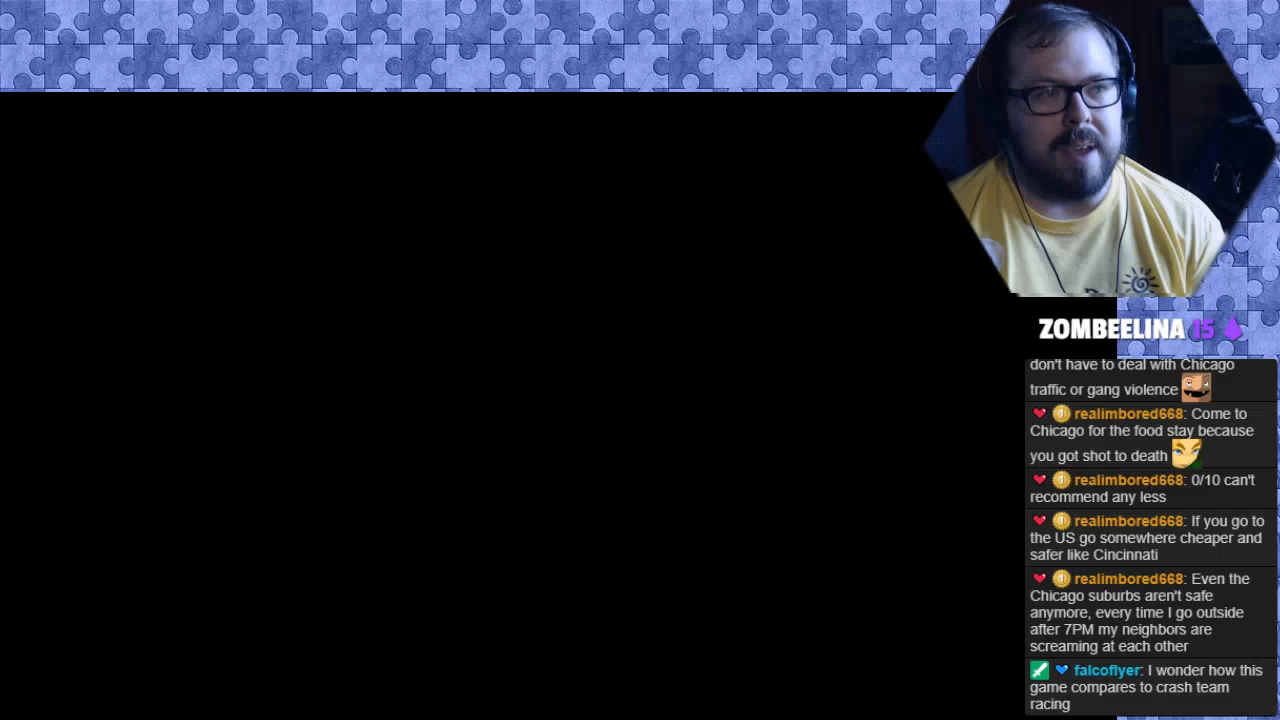 ZOMBEELINA 15
don't have to deal with Chicago
traffic or gang violence
realimbored668: Come to
Chicago for the food stay because
you got shot to death
realimbored668: 0/10 can't
recommend any less
realimbored668: If you go to
the US go somewhere cheaper and
safer like Cincinnati
realimbored668: Even the
Chicago suburbs aren't safe
anymore, every time I go outside
after 7PM my neighbors are
screaming at each other
falcoflyer: I wonder how this
game compares to crash team
racing